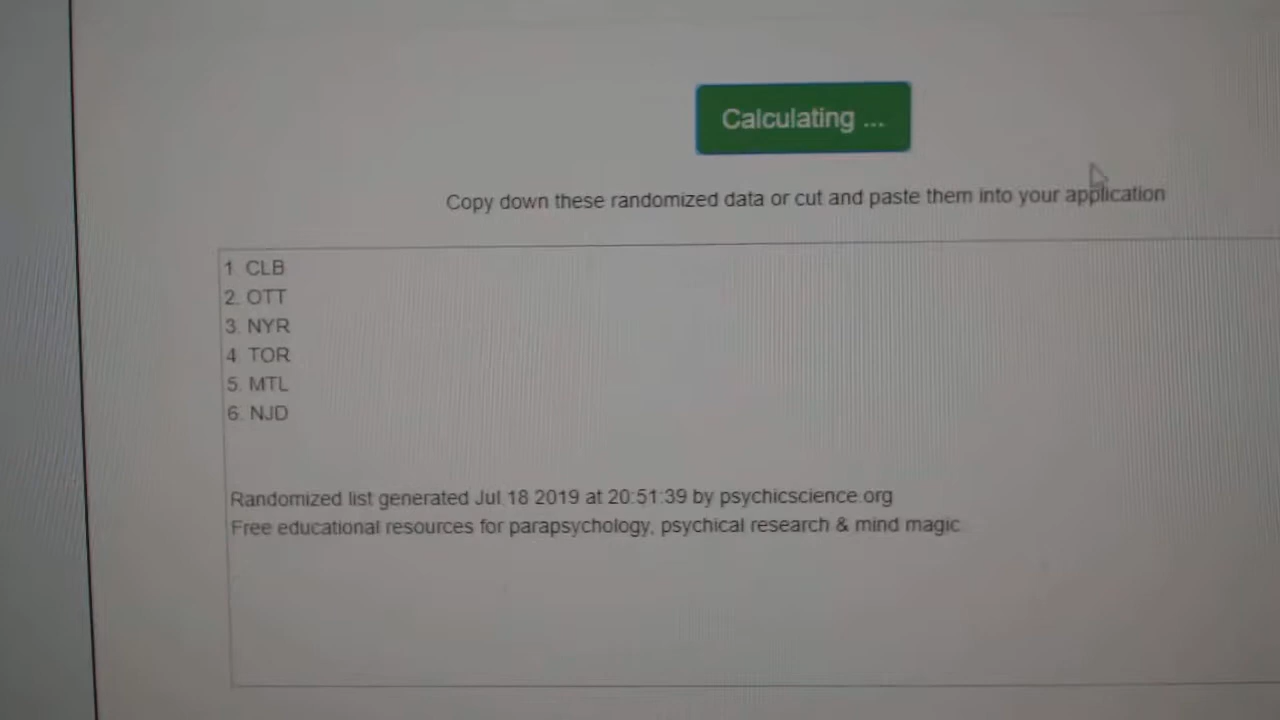 Calculating ...
Copy down these randomized data or cut and paste them into your application
1. CLB
2. OTT
3. NYR
4. TOR
5. MTL
6. NJD
Randomized list generated Jul 18 2019 at 20:51:39 by psychicscience.org
Free educational resources for parapsychology, psychical research & mind magic